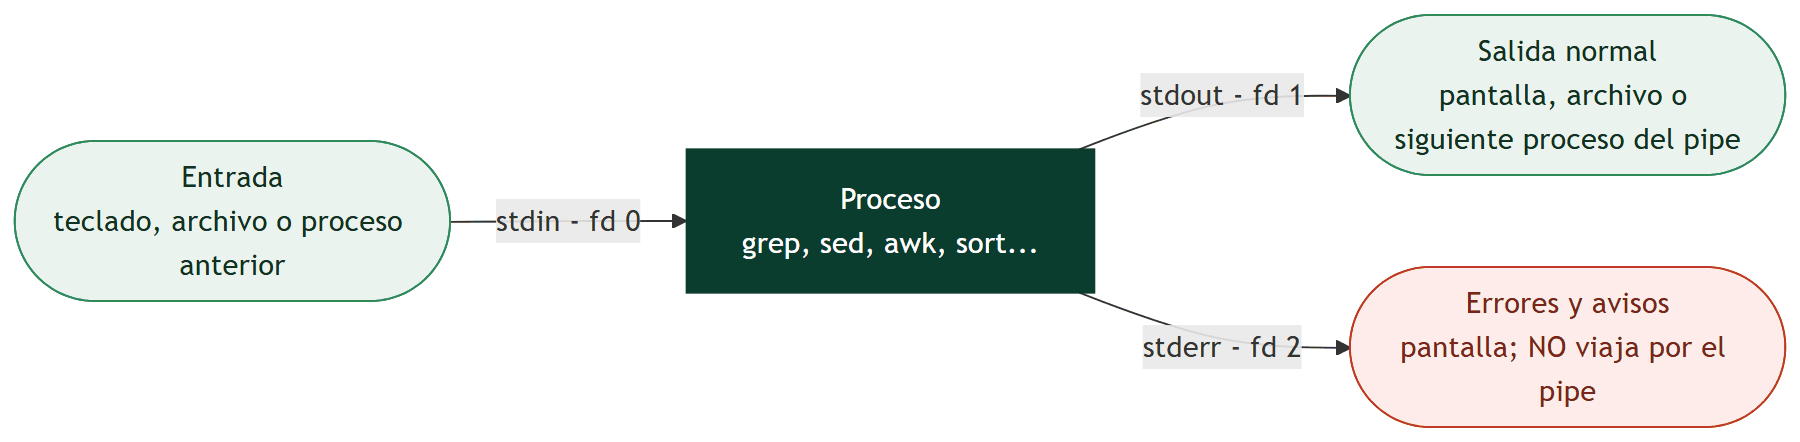 Entrada
teclado, archivo o proceso
anterior
stdin - fd 0
Proceso
grep, sed, awk, sort...
stdout - fd 1
Salida normal
pantalla, archivo o
siguiente proceso del pipe
stderr - fd 2
Errores y avisos
pantalla; NO viaja por el
pipe